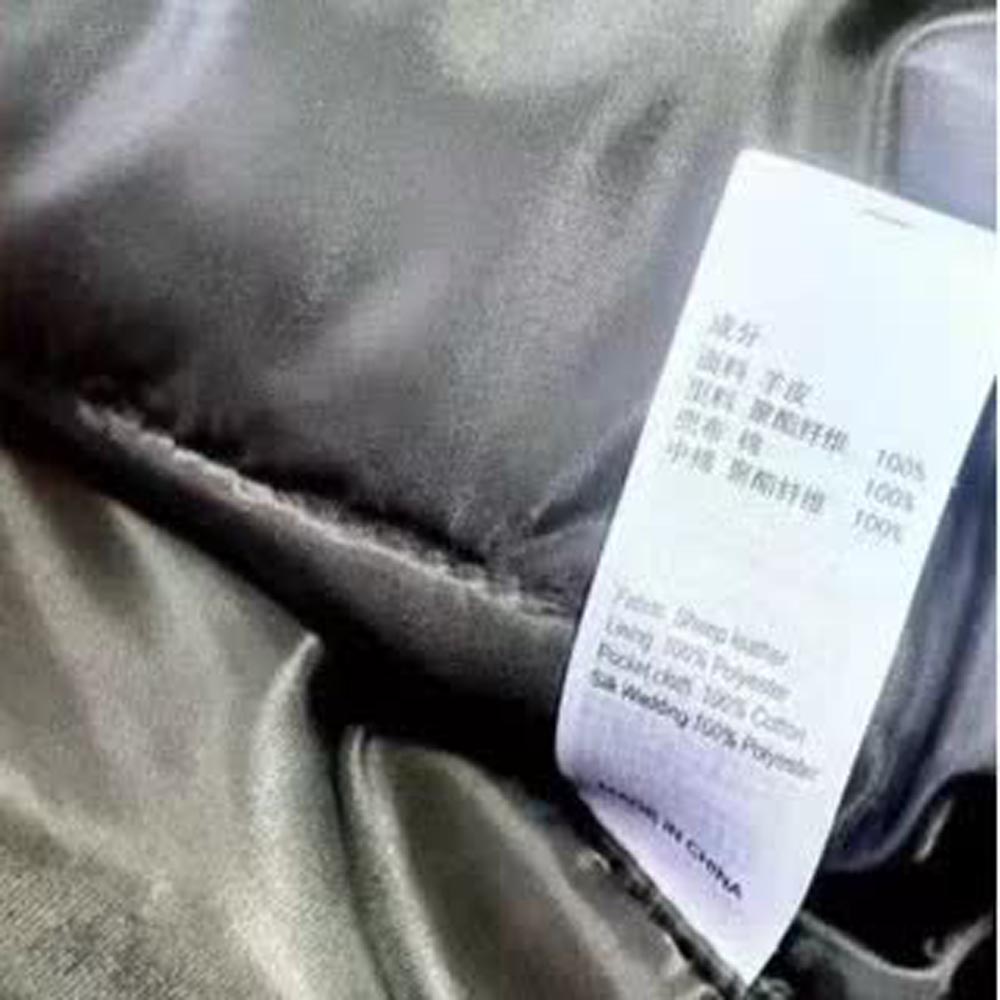 成分
面料 羊皮
里料 聚酯纤维 100%
袋布 棉 100%
中棉 聚酯纤维 100%
Fabric Sheep leather
Lining 100% Polyester
Pocket cloth 100% Cotton
Silk Wadding 100% Polyester
MADE IN CHINA